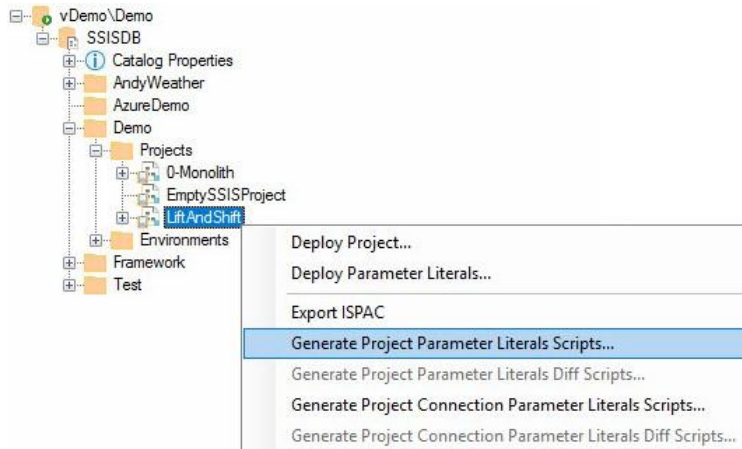 vDemo\Demo
SSISDB
Catalog Properties
AndyWeather
AzureDemo
Demo
Projects
0-Monolith
EmptySSISProject
LiftAndShift
Environments
Framework
Test
Deploy Project...
Deploy Parameter Literals...
Export ISPAC
Generate Project Parameter Literals Scripts...
Generate Project Parameter Literals Diff Scripts...
Generate Project Connection Parameter Literals Scripts...
Generate Project Connection Parameter Literals Diff Scripts...